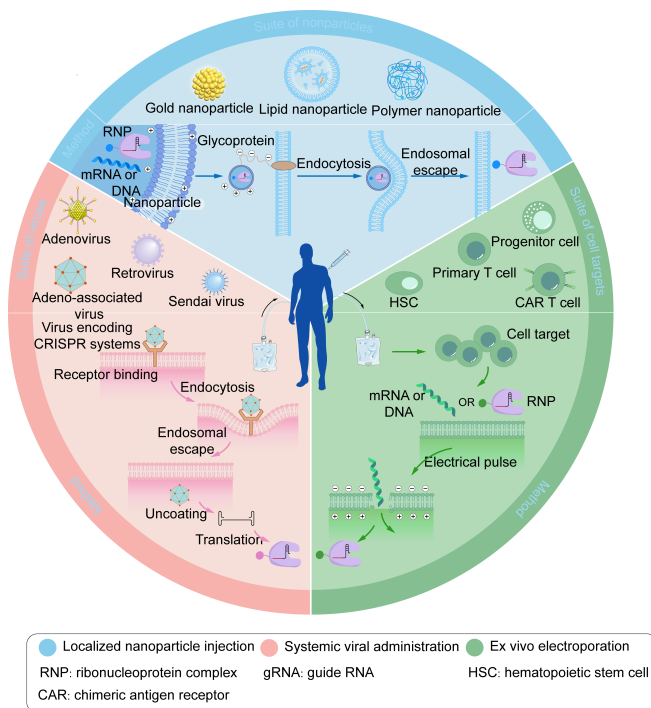 Suite of nonparticles
Gold nanoparticle
Lipid nanoparticle
Polymer nanoparticle
Method
RNP
mRNA or
DNA
Nanoparticle
Glycoprotein
Endocytosis
Endosomal
escape
Adenovirus
Retrovirus
Adeno-associated
virus
Sendai virus
Virus encoding
CRISPR systems
Receptor binding
Endocytosis
Endosomal
escape
Uncoating
Translation
Method
Suite of cell targets
Progenitor cell
Primary T cell
HSC
CAR T cell
Cell target
mRNA or
DNA
OR
RNP
Electrical pulse
Method
Localized nanoparticle injection
Systemic viral administration
Ex vivo electroporation
RNP: ribonucleoprotein complex
gRNA: guide RNA
HSC: hematopoietic stem cell
CAR: chimeric antigen receptor